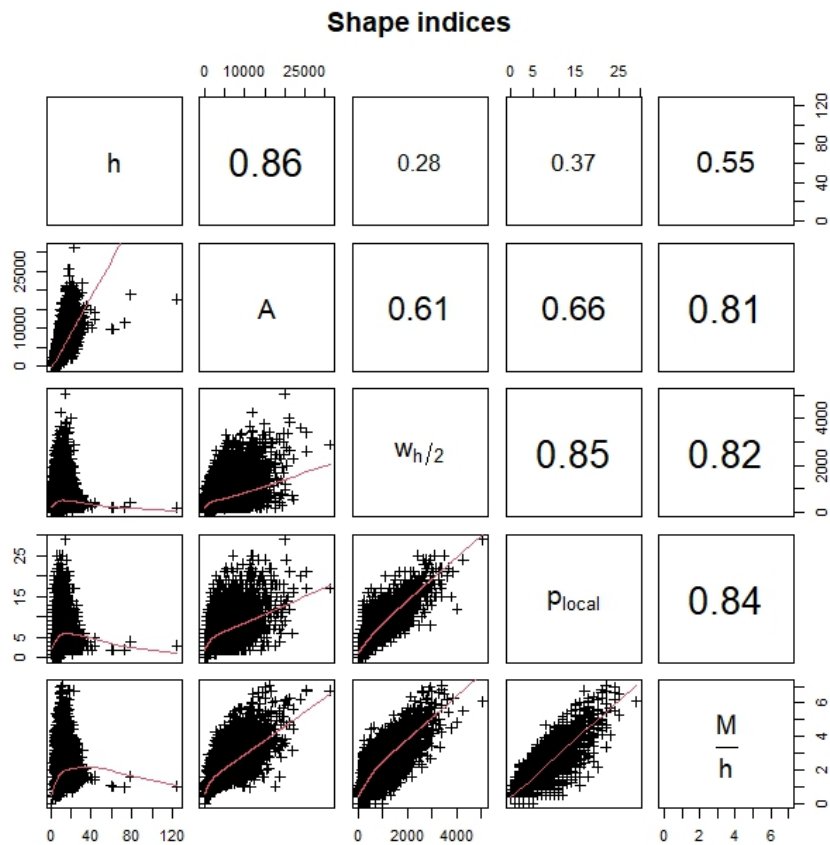 Shape indices
0 10000 25000 0 5 15 25
h 0.86 0.28 0.37 0.55
0 40 80 120
0 10000 25000
A 0.61 0.66 0.81
w_h/2 0.85 0.82
0 2000 4000
0 5 15 25
p_local 0.84
M
h
0 2 4 6
0 40 80 120 0 2000 4000 0 2 4 6